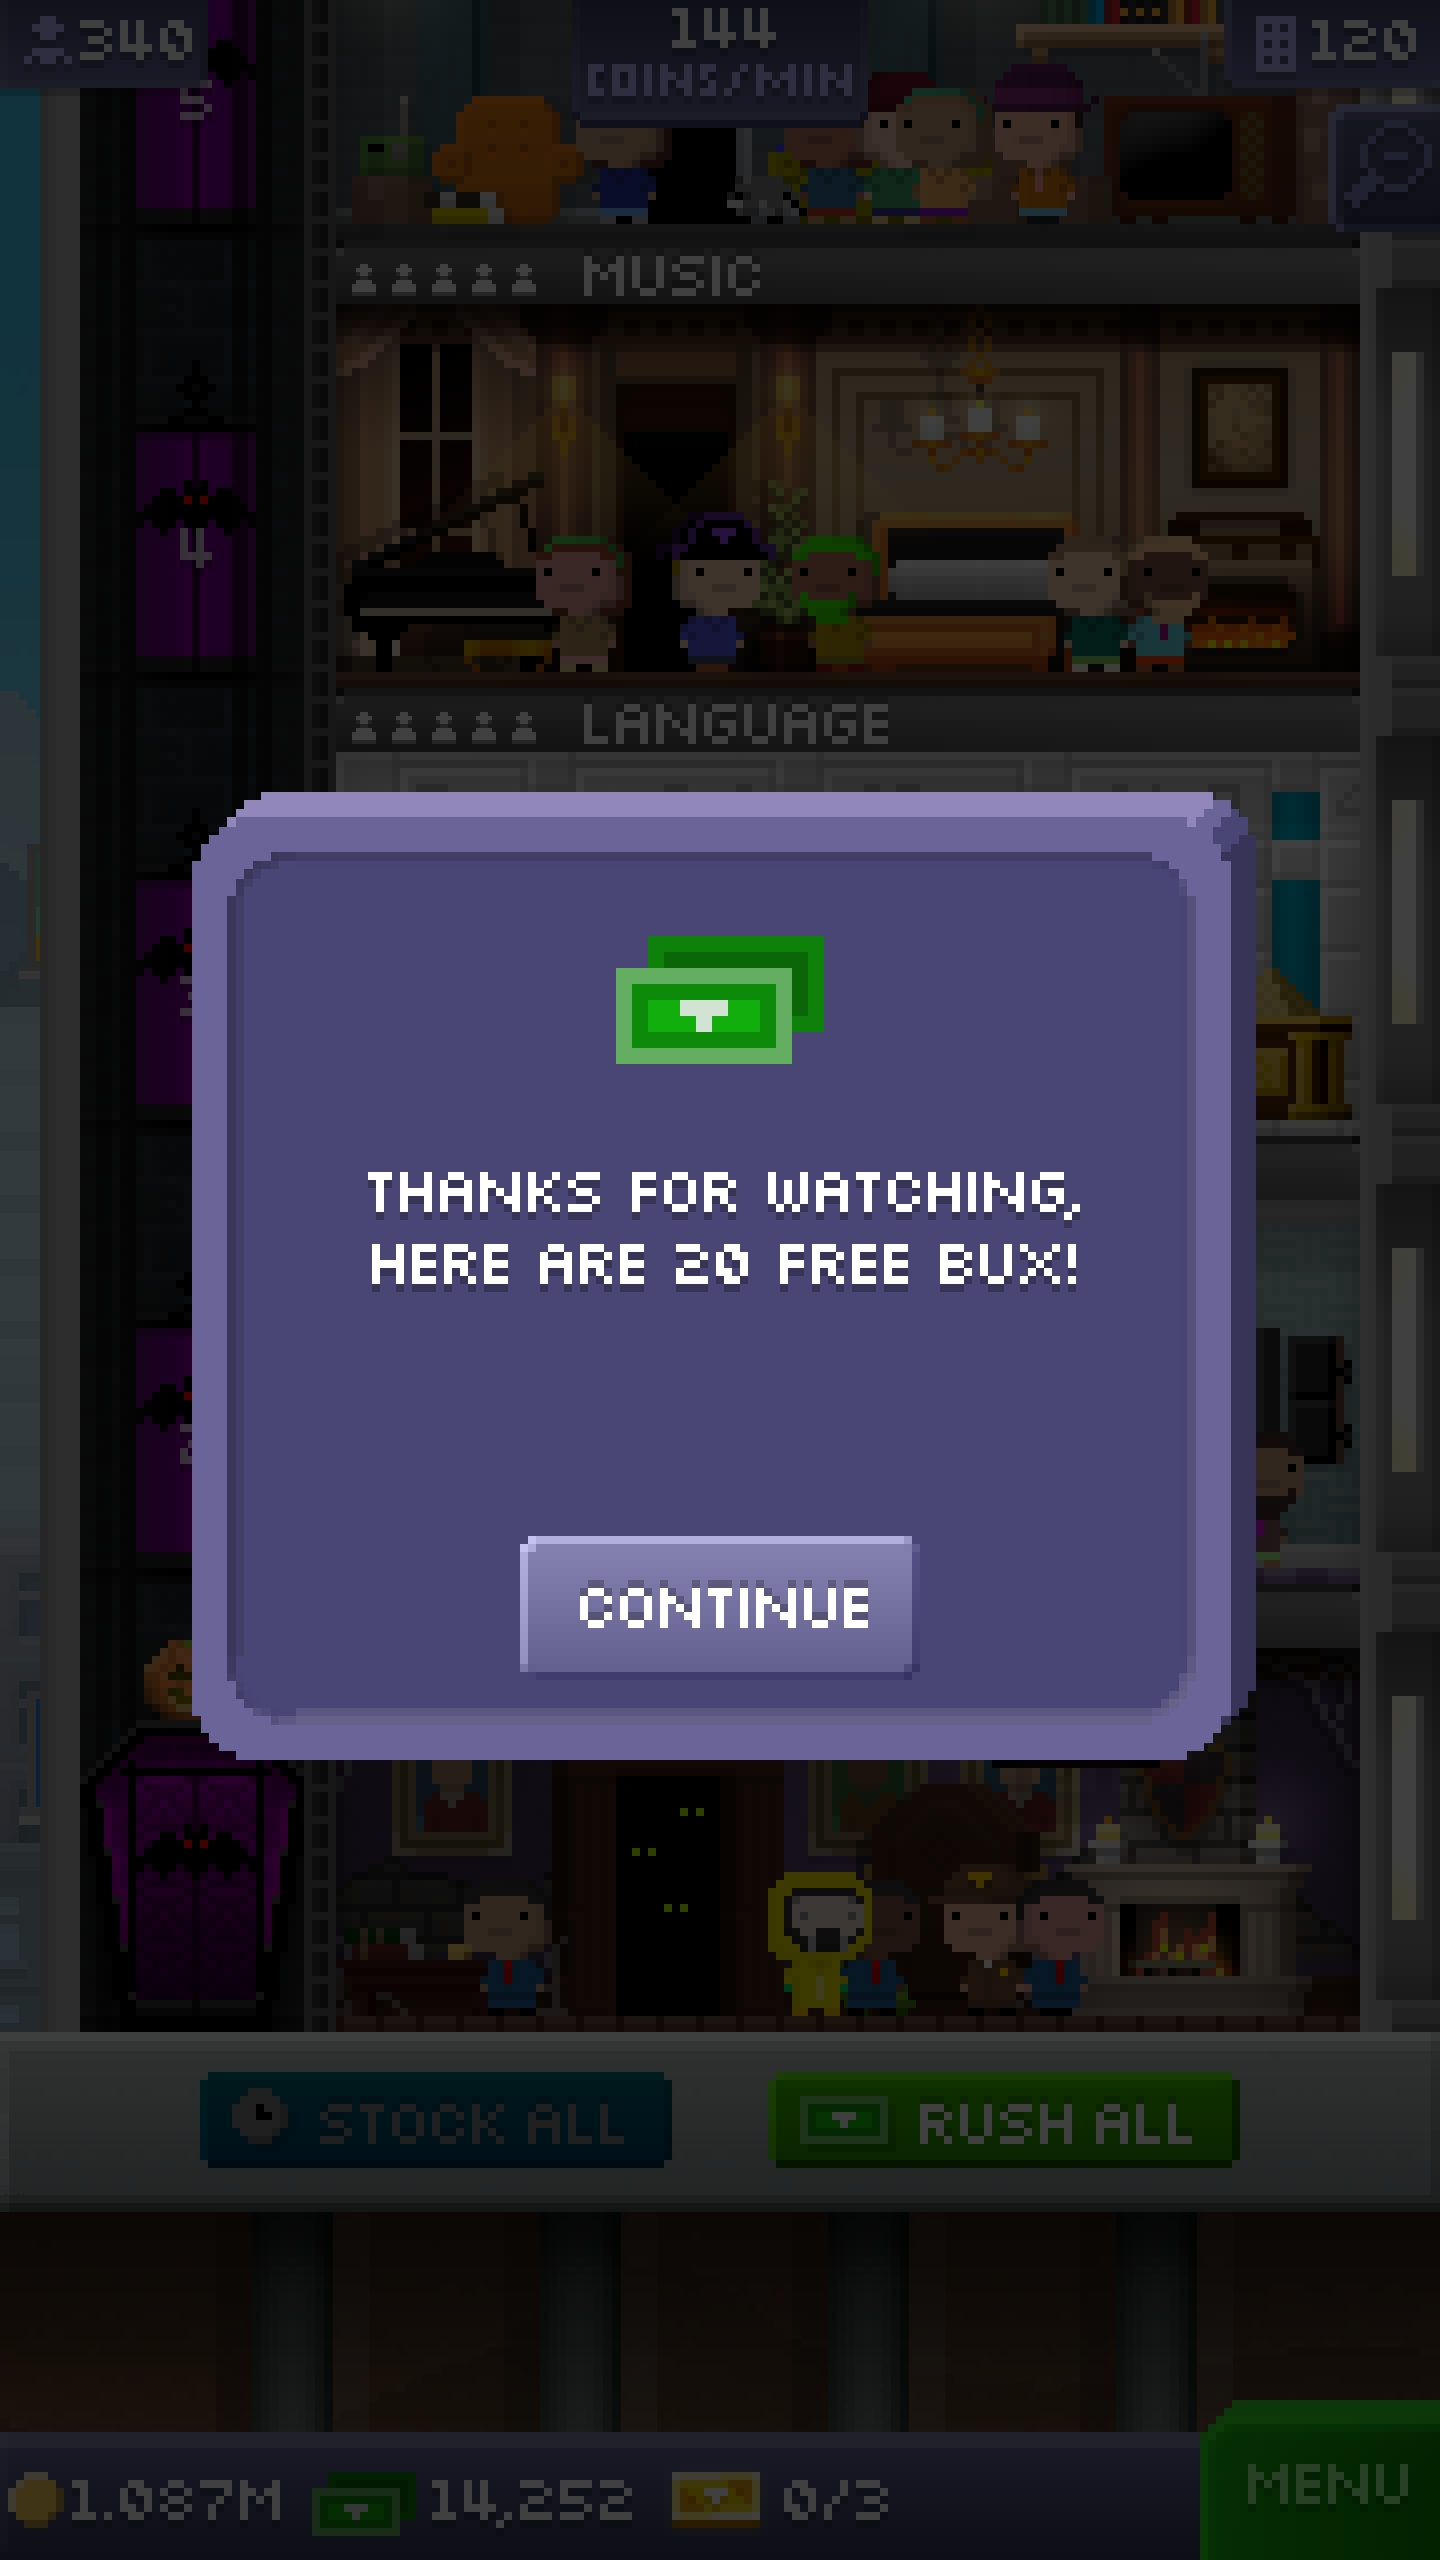 340
144
COINS/MIN
120
5
MUSIC
4
LANGUAGE
THANKS FOR WATCHING,
HERE ARE 20 FREE BUX!
CONTINUE
STOCK ALL
RUSH ALL
1.087M
14,252
0/3
MENU